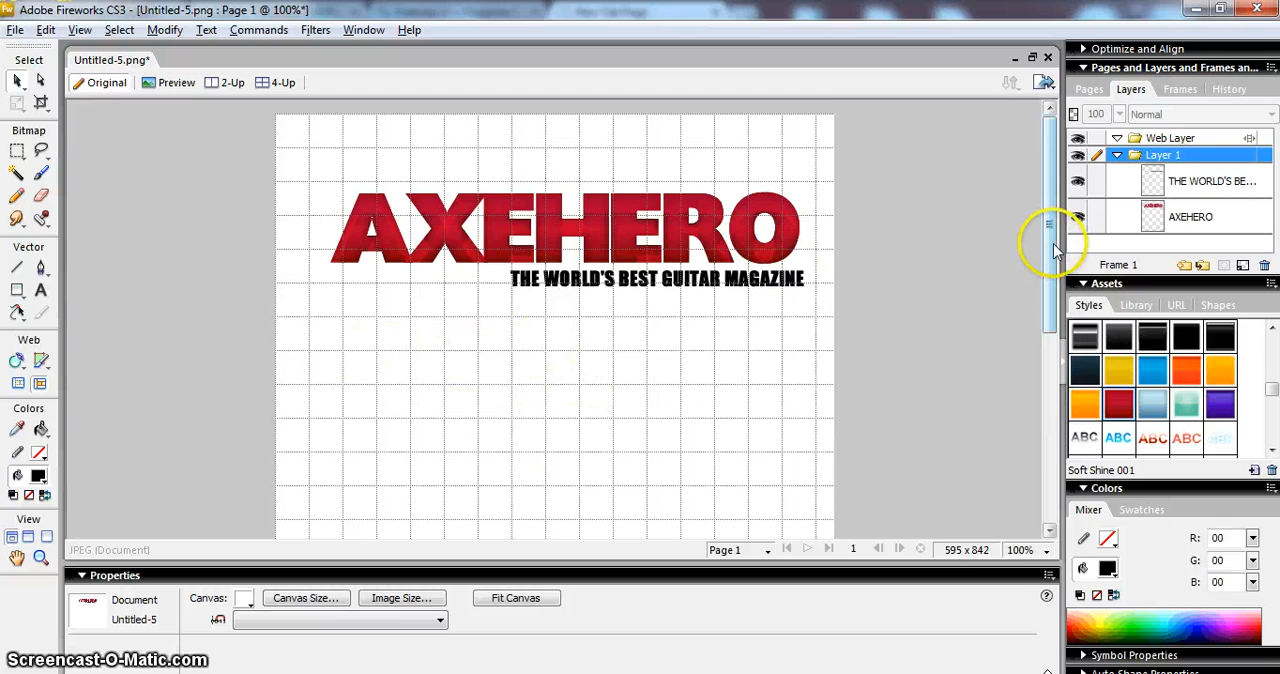 Adobe Fireworks CS3 - [Untitled-5.png : Page 1 @ 100%*]
File Edit View Select Modify Text Commands Filters Window Help
Select
Untitled-5.png*
Original Preview 2-Up 4-Up
Bitmap
Vector
Web
Colors
View
AXEHERO
THE WORLD'S BEST GUITAR MAGAZINE
JPEG (Document)
Page 1 1 595 x 842 100%
Properties
Document
Untitled-5
Canvas: Canvas Size... Image Size... Fit Canvas
Optimize and Align
Pages and Layers and Frames an...
Pages Layers Frames History
100 Normal
Web Layer
Layer 1
THE WORLD'S BE...
AXEHERO
Frame 1
Assets
Styles Library URL Shapes
ABC ABC ABC ABC
Soft Shine 001
Colors
Mixer Swatches
R: 00
G: 00
B: 00
Symbol Properties
Auto Shape Properties
Screencast-O-Matic.com